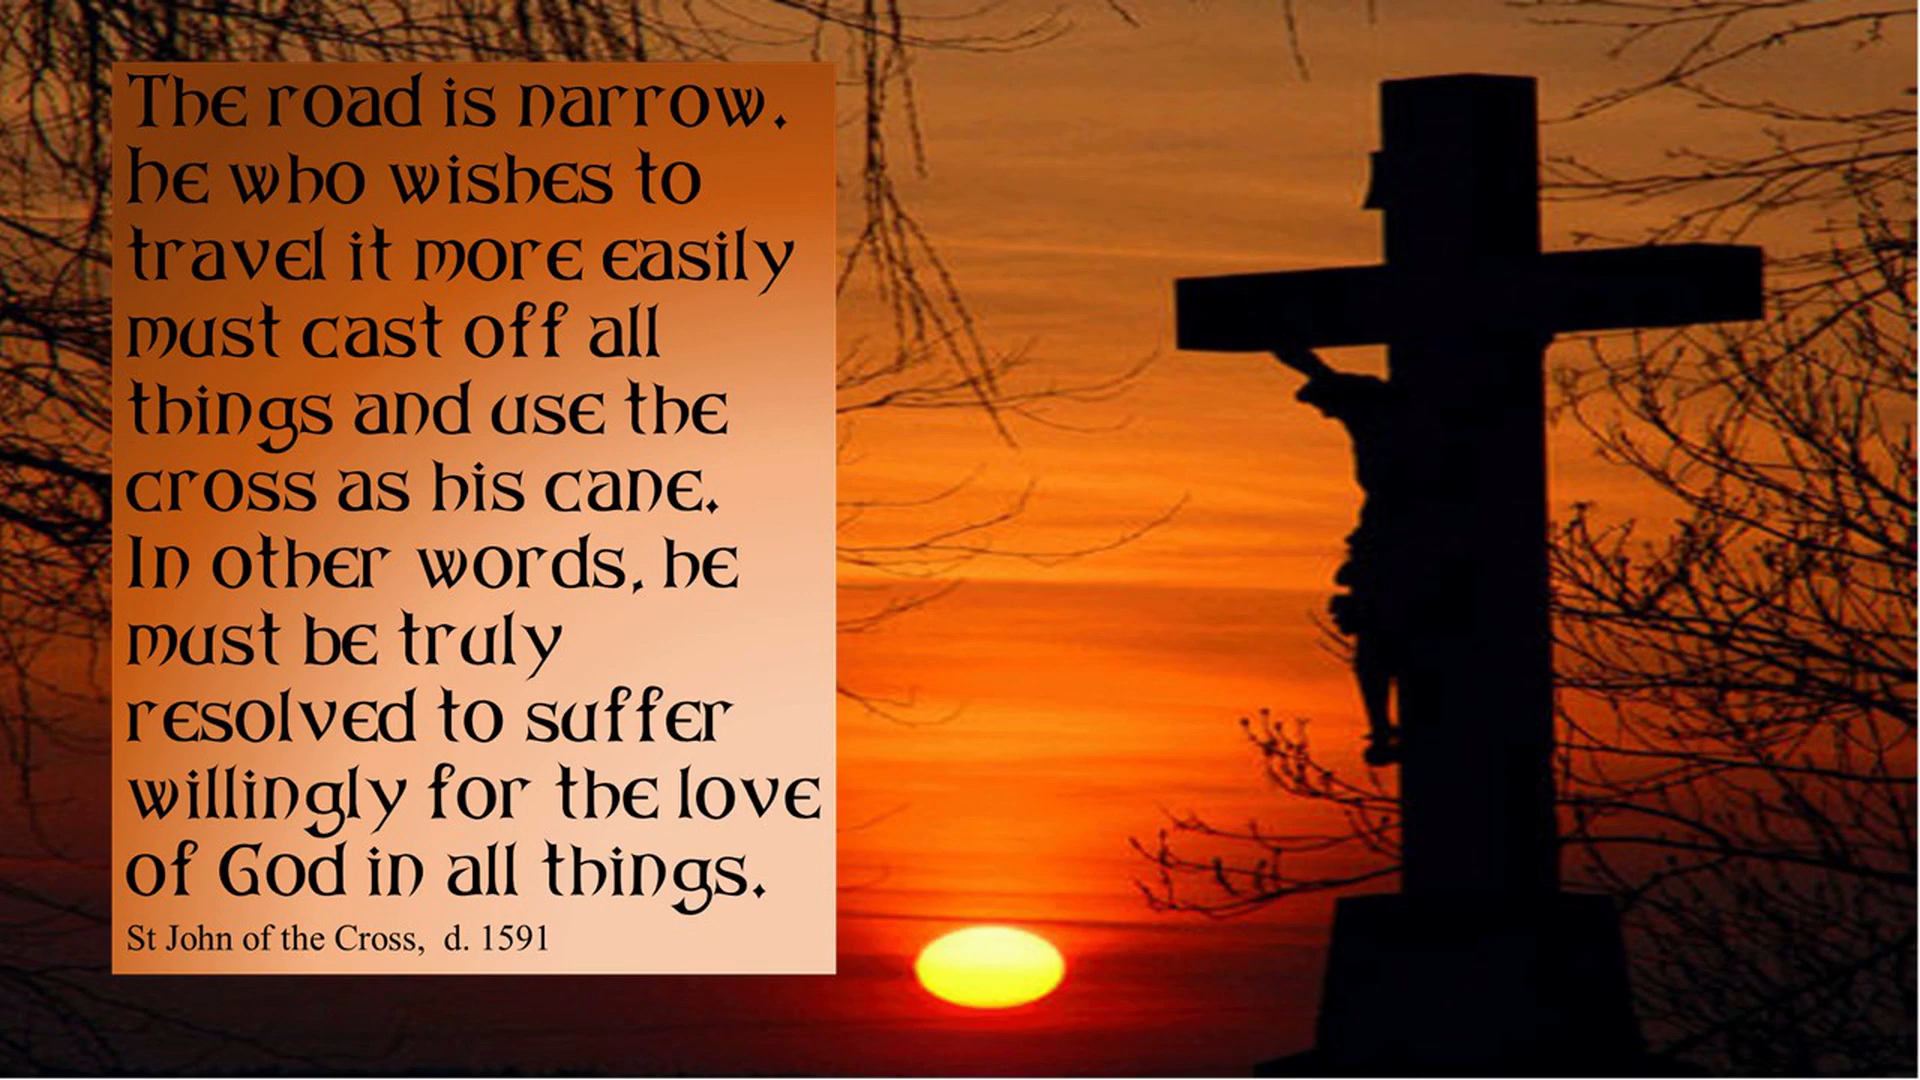 The road is narrow.
he who wishes to
travel it more easily
must cast off all
things and use the
cross as his cane.
In other words, he
must be truly
resolved to suffer
willingly for the love
of God in all things.
St John of the Cross,  d. 1591